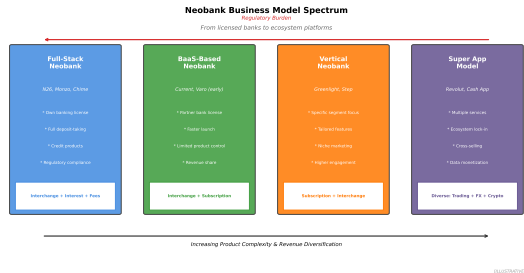 Neobank Business Model Spectrum
Regulatory Burden
From licensed banks to ecosystem platforms
Full-Stack
Neobank
N26, Monzo, Chime
* Own banking license
* Full deposit-taking
* Credit products
* Regulatory compliance
Interchange + Interest + Fees
BaaS-Based
Neobank
Current, Varo (early)
* Partner bank license
* Faster launch
* Limited product control
* Revenue share
Interchange + Subscription
Vertical
Neobank
Greenlight, Step
* Specific segment focus
* Tailored features
* Niche marketing
* Higher engagement
Subscription + Interchange
Super App
Model
Revolut, Cash App
* Multiple services
* Ecosystem lock-in
* Cross-selling
* Data monetization
Diverse: Trading + FX + Crypto
Increasing Product Complexity & Revenue Diversification
ILLUSTRATIVE